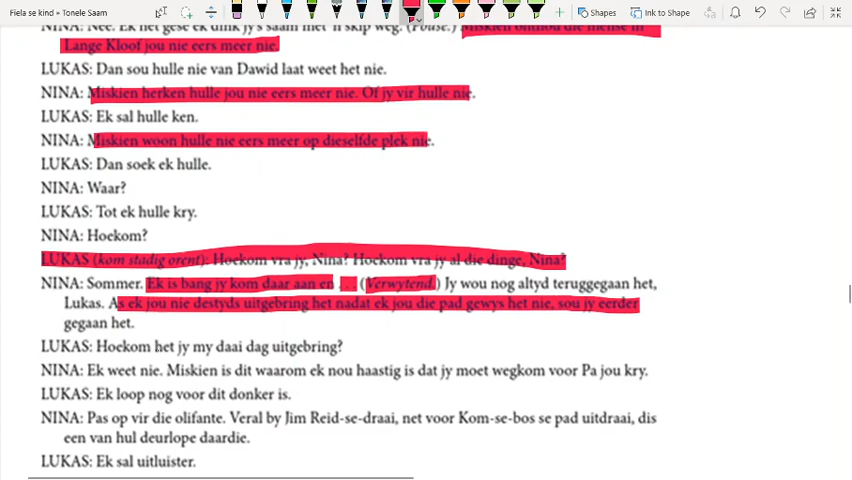 Fiela se kind • Tonele Saam
Shapes Ink to Shape
NINA: Nee. Ek het gesê ek dink jy's saam met 'n skip weg. (Pouse.) Miskien onthou die mense in
Lange Kloof jou nie eers meer nie.
LUKAS: Dan sou hulle nie van Dawid laat weet het nie.
NINA: Miskien herken hulle jou nie eers meer nie. Of jy vir hulle nie.
LUKAS: Ek sal hulle ken.
NINA: Miskien woon hulle nie eers meer op dieselfde plek nie.
LUKAS: Dan soek ek hulle.
NINA: Waar?
LUKAS: Tot ek hulle kry.
NINA: Hoekom?
LUKAS (kom stadig orent): Hoekom vra jy, Nina? Hoekom vra jy al die dinge, Nina?
NINA: Sommer. Ek is bang jy kom daar aan en . . . (Verwytend.) Jy wou nog altyd teruggegaan het,
Lukas. As ek jou nie destyds uitgebring het nadat ek jou die pad gewys het nie, sou jy eerder
gegaan het.
LUKAS: Hoekom het jy my daai dag uitgebring?
NINA: Ek weet nie. Miskien is dit waarom ek nou haastig is dat jy moet wegkom voor Pa jou kry.
LUKAS: Ek loop nog voor dit donker is.
NINA: Pas op vir die olifante. Veral by Jim Reid-se-draai, net voor Kom-se-bos se pad uitdraai, dis
een van hul deurlope daardie.
LUKAS: Ek sal uitluister.